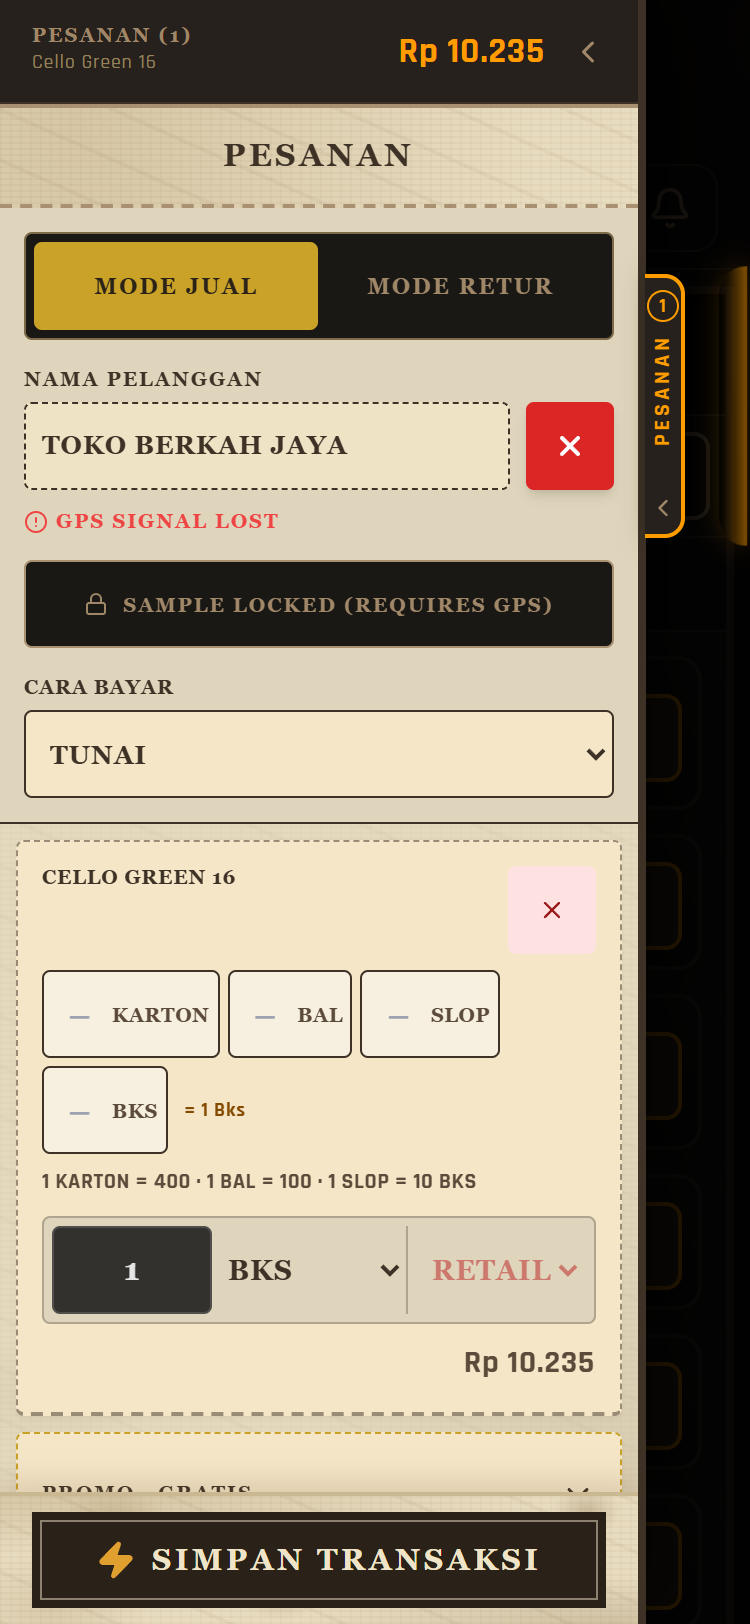 PESANAN (1)
Cello Green 16
Rp 10.235
PESANAN
MODE JUAL
MODE RETUR
1
PESANAN
NAMA PELANGGAN
TOKO BERKAH JAYA
GPS SIGNAL LOST
SAMPLE LOCKED (REQUIRES GPS)
CARA BAYAR
TUNAI
CELLO GREEN 16
— KARTON
— BAL
— SLOP
— BKS
= 1 Bks
1 KARTON = 400 · 1 BAL = 100 · 1 SLOP = 10 BKS
1
BKS
RETAIL
Rp 10.235
SIMPAN TRANSAKSI